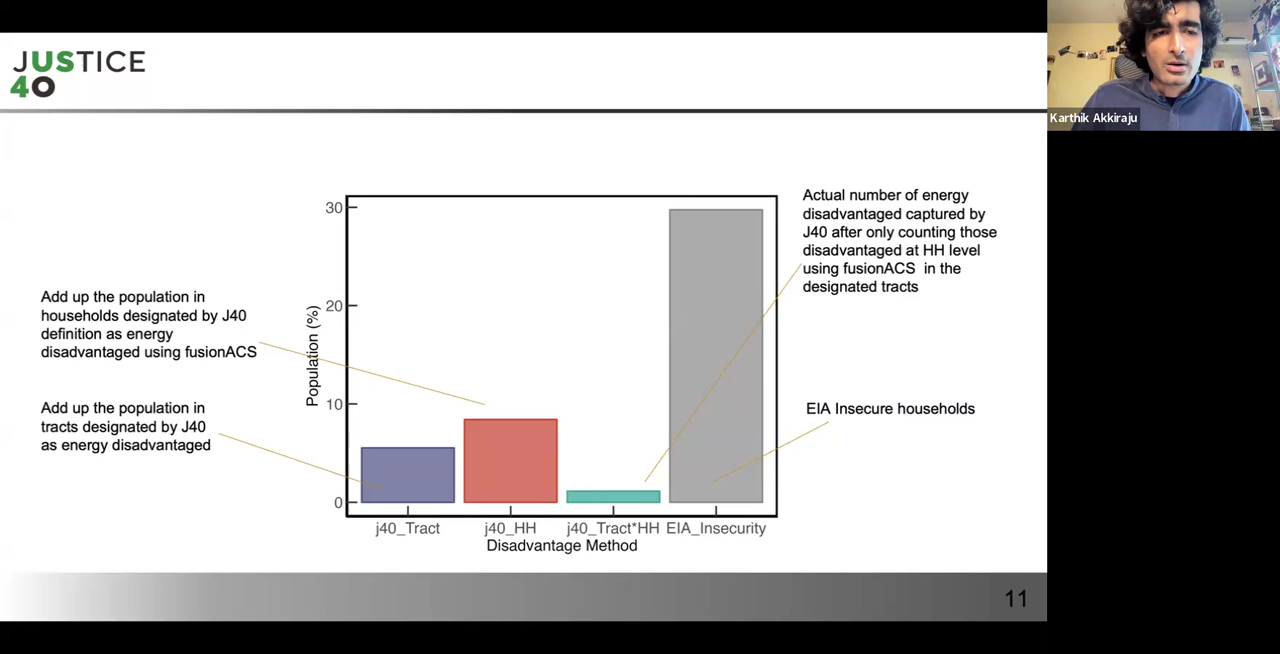 JUSTICE
40
Karthik Akkiraju
Add up the population in
households designated by J40
definition as energy
disadvantaged using fusionACS
Add up the population in
tracts designated by J40
as energy disadvantaged
Population (%)
30
20
10
0
j40_Tract
j40_HH
j40_Tract*HH
EIA_Insecurity
Disadvantage Method
Actual number of energy
disadvantaged captured by
J40 after only counting those
disadvantaged at HH level
using fusionACS in the
designated tracts
EIA Insecure households
11